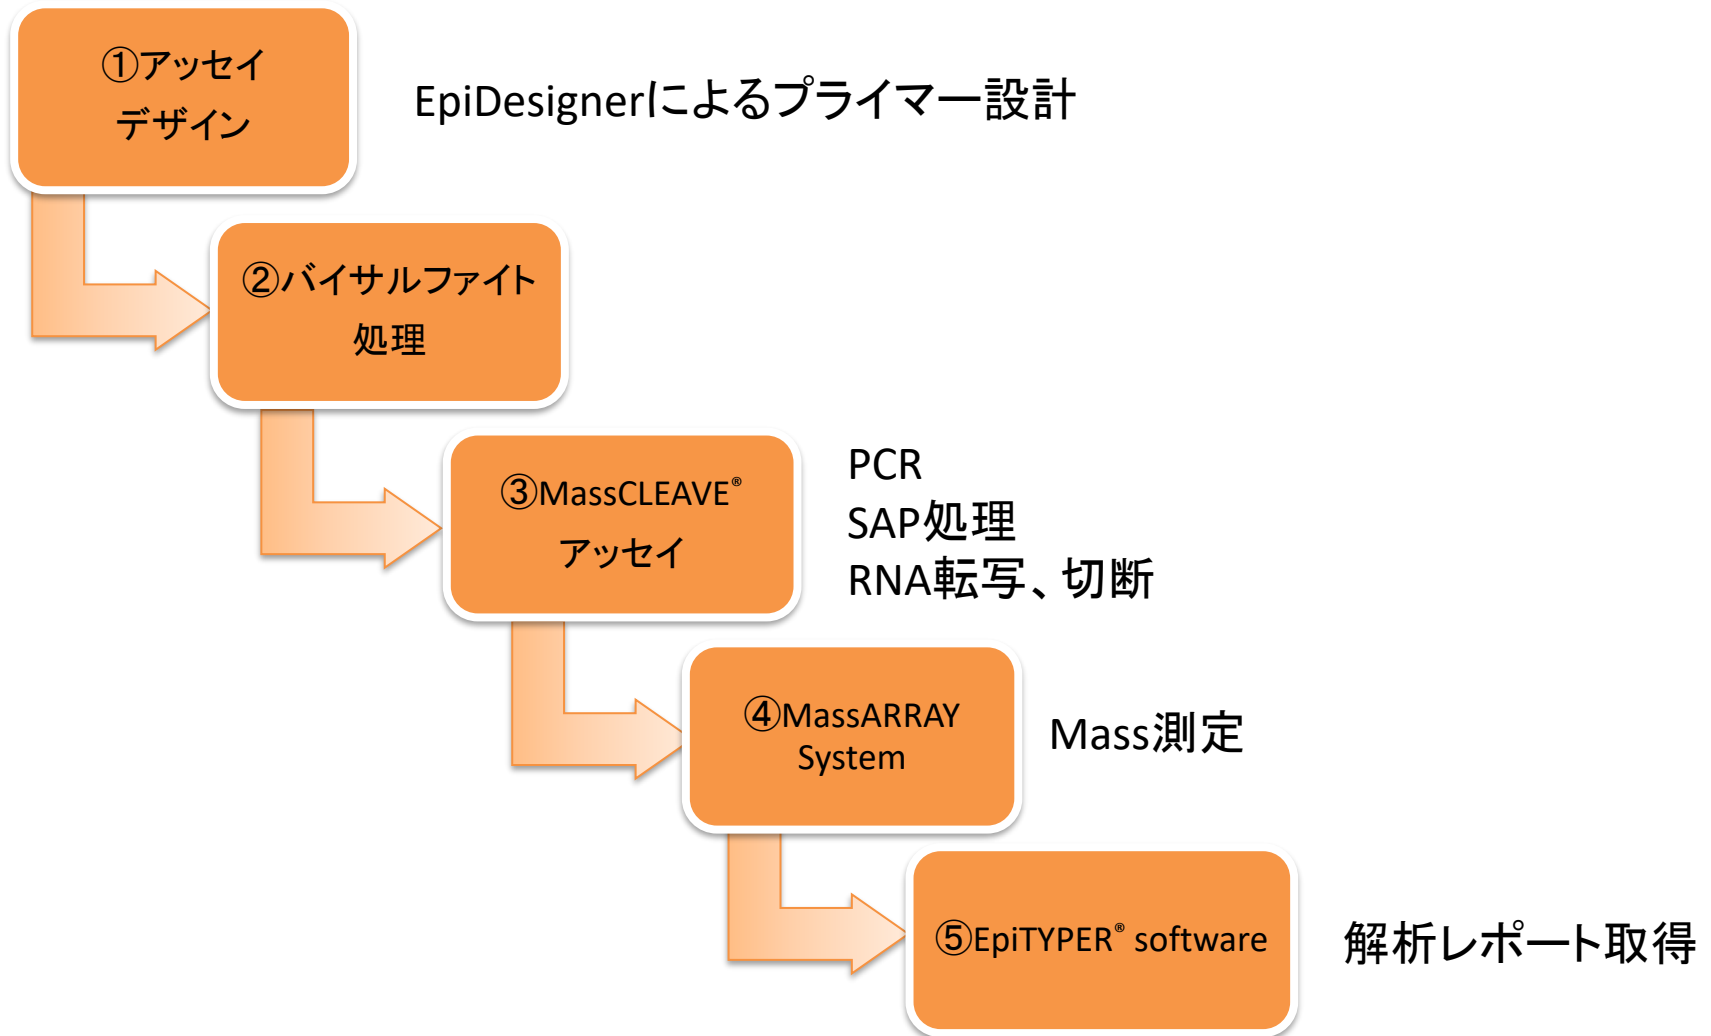 ①アッセイ
デザイン
EpiDesignerによるプライマー設計
②バイサルファイト
処理
③MassCLEAVE®
アッセイ
PCR
SAP処理
RNA転写、切断
④MassARRAY
System
Mass測定
⑤EpiTYPER® software
解析レポート取得